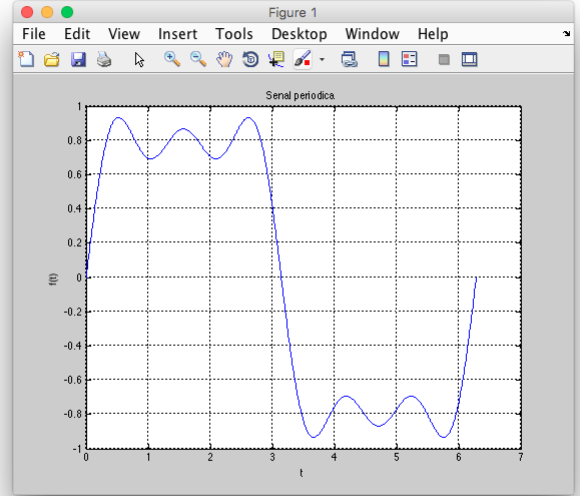 Figure 1
File Edit View Insert Tools Desktop Window Help
Senal periodica
1
0.8
0.6
0.4
0.2
0
-0.2
-0.4
-0.6
-0.8
-1
f(t)
0 1 2 3 4 5 6 7
t